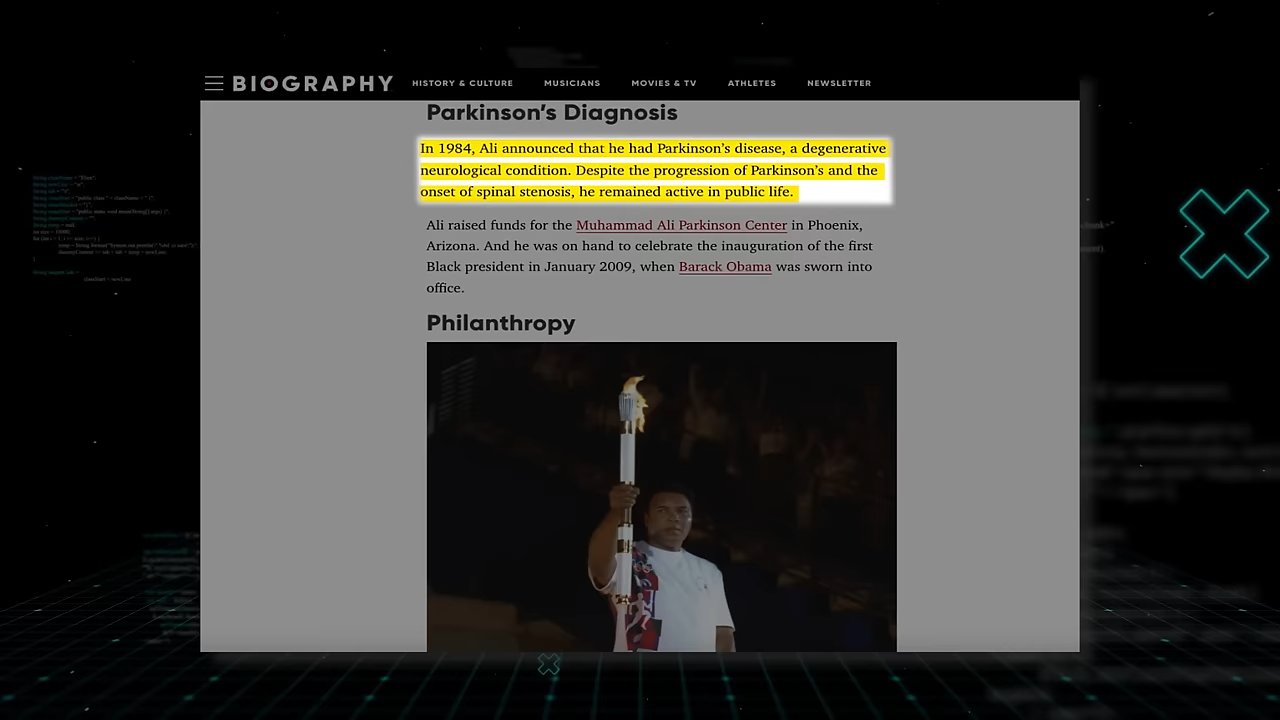 BIOGRAPHY
HISTORY & CULTURE MUSICIANS MOVIES & TV ATHLETES NEWSLETTER
Parkinson's Diagnosis
In 1984, Ali announced that he had Parkinson's disease, a degenerative
neurological condition. Despite the progression of Parkinson's and the
onset of spinal stenosis, he remained active in public life.
Ali raised funds for the Muhammad Ali Parkinson Center in Phoenix,
Arizona. And he was on hand to celebrate the inauguration of the first
Black president in January 2009, when Barack Obama was sworn into
office.
Philanthropy